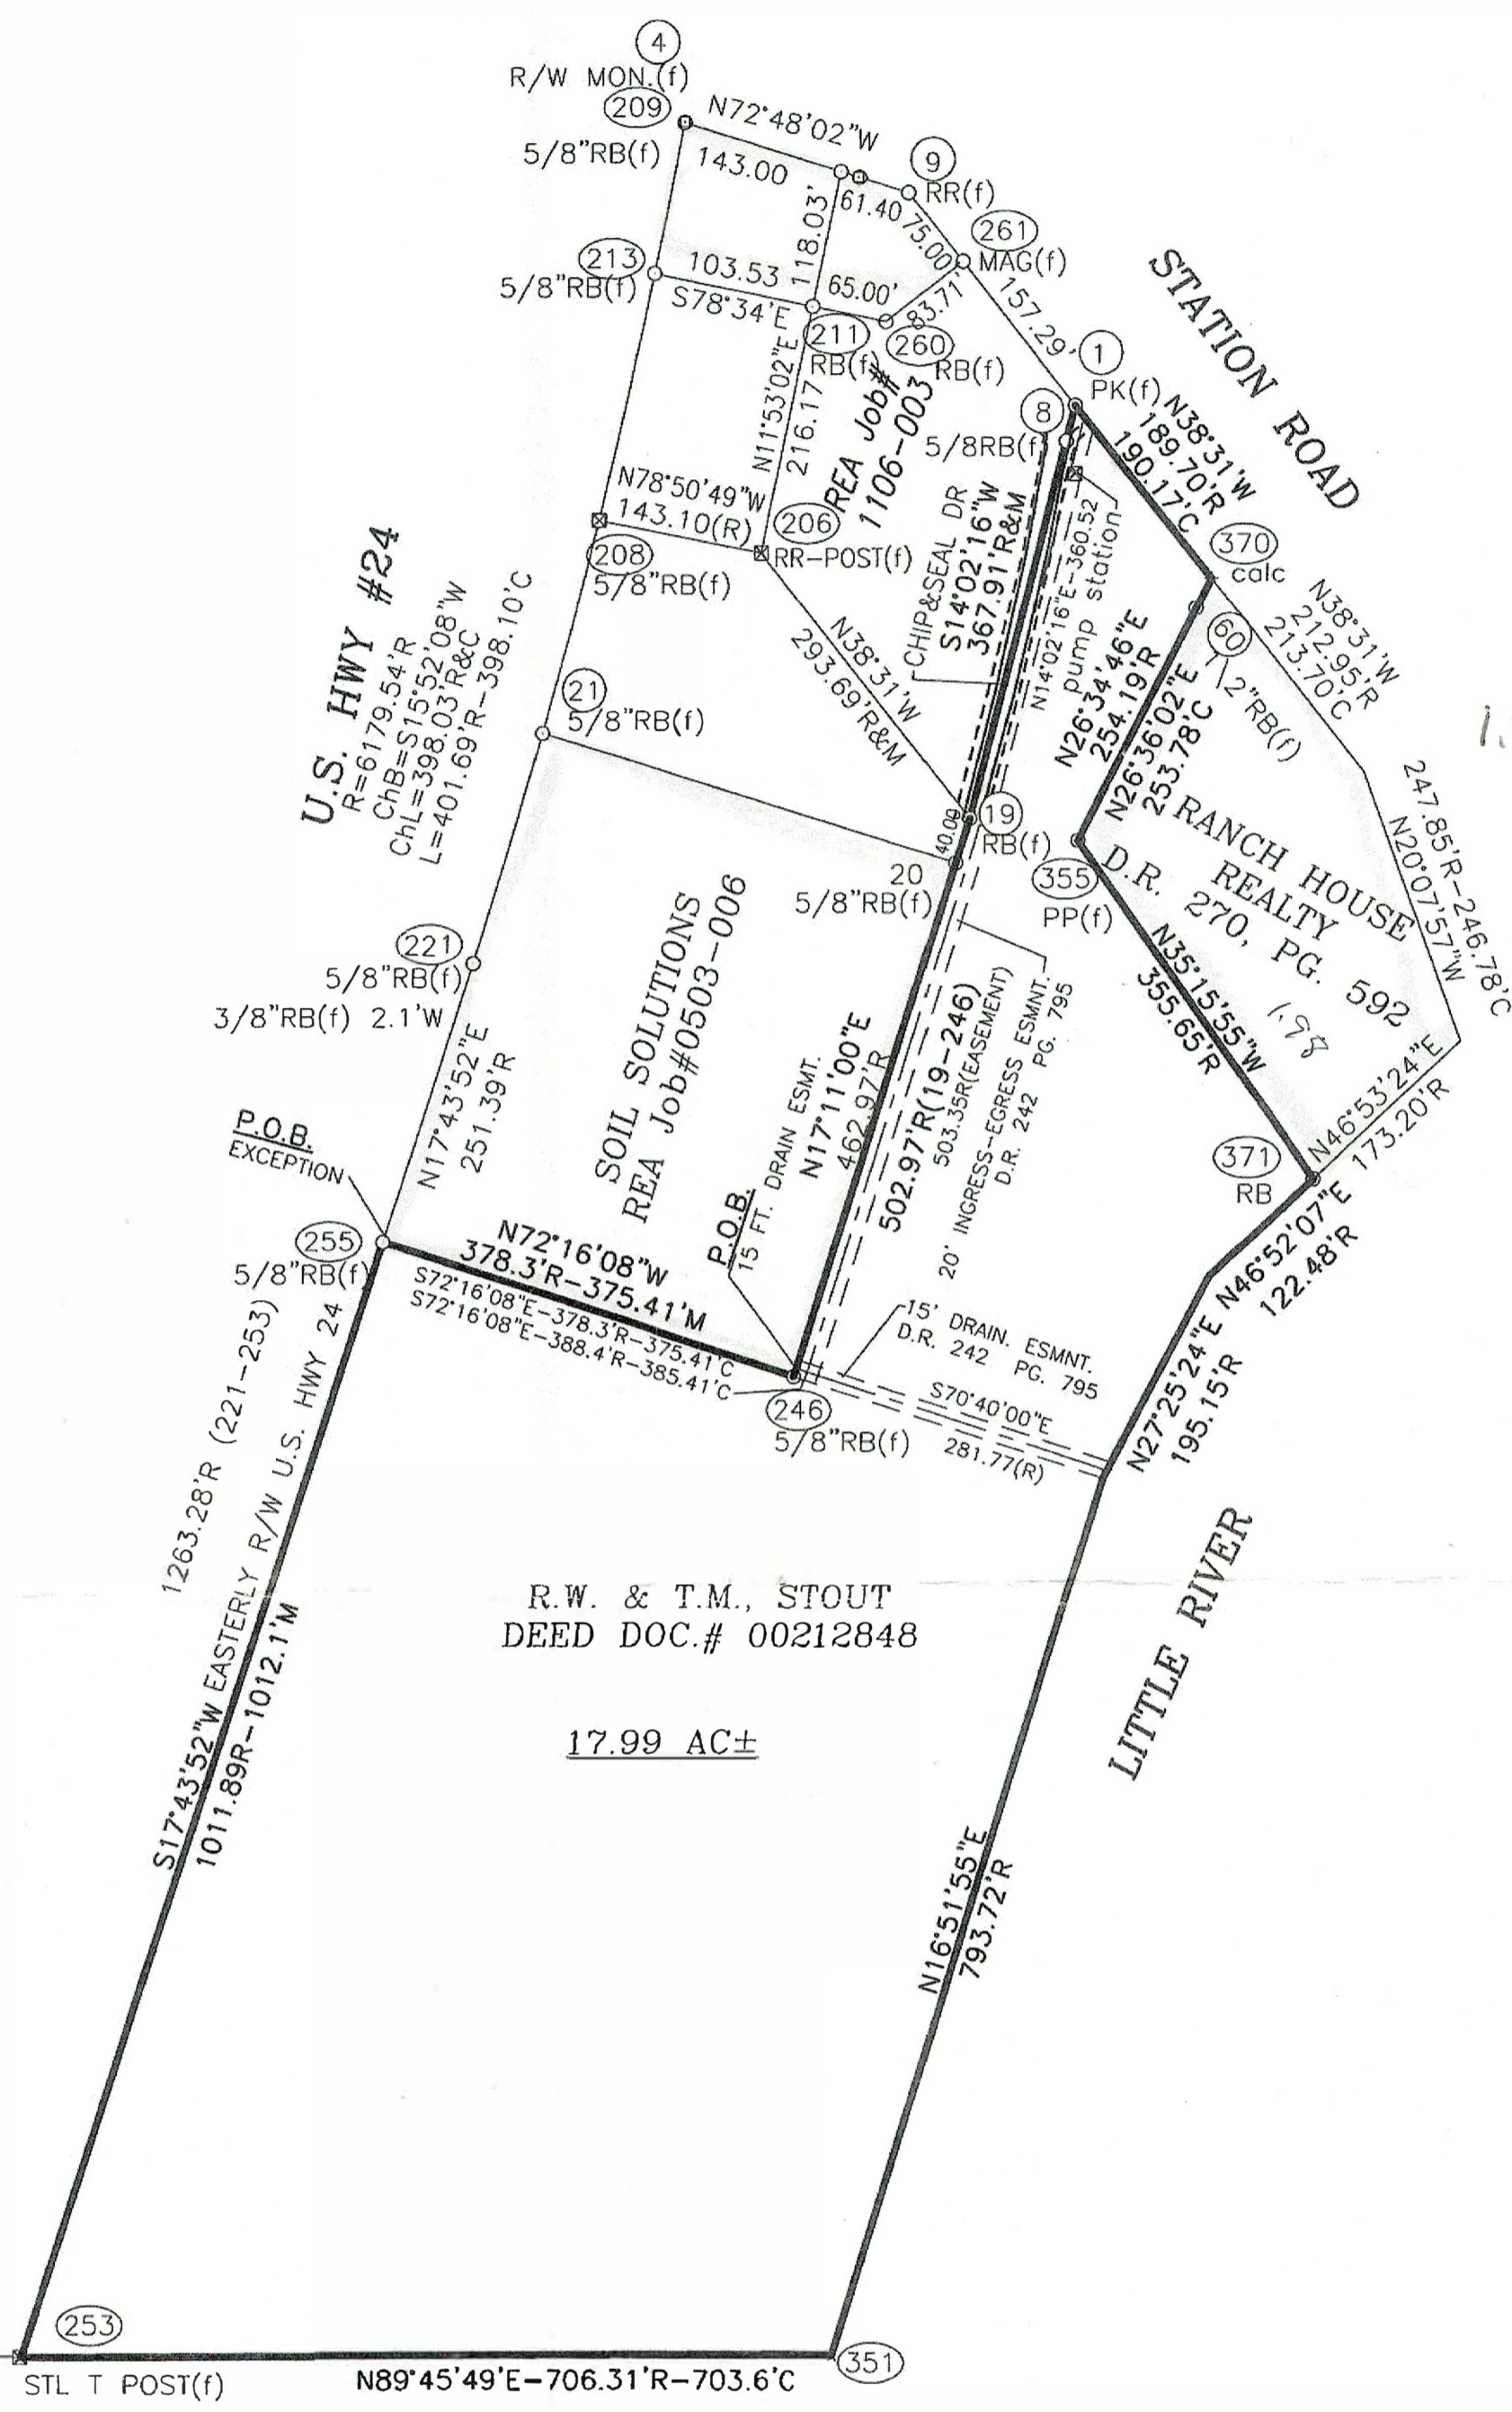 4
R/W MON.(f)
209
5/8"RB(f)
N72°48'02"W
143.00
9
RR(f)
61.40
75.00
261
MAG(f)
118.03'
213
5/8"RB(f)
103.53
S78°34'E
65.00'
83.71'
157.29'
211
RB(f)
260
RB(f)
1
PK(f)
STATION ROAD
8
5/8RB(f)
N38°31'W
189.70'R
190.17'C
N11°53'02"E
216.17
REA Job#
1106-003
N78°50'49"W
143.10(R)
206
RR-POST(f)
208
5/8"RB(f)
370
calc
CHIP&SEAL DR
S14°02'16"W
367.91'R&M
N14°02'16"E-360.52
pump station
60
1/2"RB(f)
N38°31'W
212.95'R
213.70'C
U.S. HWY #24
R=6179.54'R
ChB=S15°52'08"W
ChL=398.03'R&C
L=401.69'R-398.10'C
21
5/8"RB(f)
N38°31'W
293.69'R&M
N26°34'46"E
254.19'R
N26°36'02"E
253.78'C
1.
40.00
19
RB(f)
20
5/8"RB(f)
355
PP(f)
RANCH HOUSE
REALTY
D.R. 270, PG. 592
1.98
247.85'R-246.78'C
N20°07'57"W
221
5/8"RB(f)
3/8"RB(f) 2.1'W
SOIL SOLUTIONS
REA Job#0503-006
N35°15'55"W
355.65'R
N17°43'52"E
251.39'R
15 FT. DRAIN ESMT.
N17°11'00"E
462.97'R
502.97'R(19-246)
503.35R(EASEMENT)
20' INGRESS-EGRESS ESMNT.
D.R. 242 PG. 795
N46°53'24"E
173.20'R
371
RB
P.O.B.
EXCEPTION
P.O.B.
255
5/8"RB(f)
N72°16'08"W
378.3'R-375.41'M
S72°16'08"E-378.3'R-375.41'C
S72°16'08"E-388.4'R-385.41'C
N46°52'07"E
122.48'R
15' DRAIN. ESMNT.
D.R. 242 PG. 795
246
5/8"RB(f)
S70°40'00"E
281.77(R)
N27°25'24"E
195.15'R
1263.28'R (221-253)
S17°43'52"W EASTERLY R/W U.S. HWY 24
1011.89R-1012.1'M
R.W. & T.M., STOUT
DEED DOC.# 00212848
17.99 AC±
LITTLE RIVER
N16°51'55"E
793.72'R
253
STL T POST(f)
N89°45'49'E-706.31'R-703.6'C
351